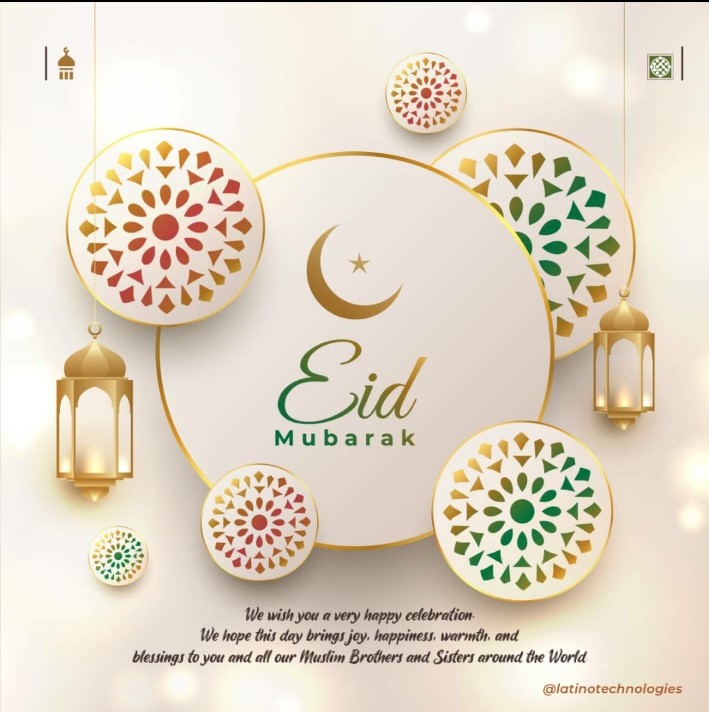 Eid
Mubarak
We wish you a very happy celebration.
We hope this day brings joy, happiness, warmth, and
blessings to you and all our Muslim Brothers and Sisters around the World
@latinotechnologies